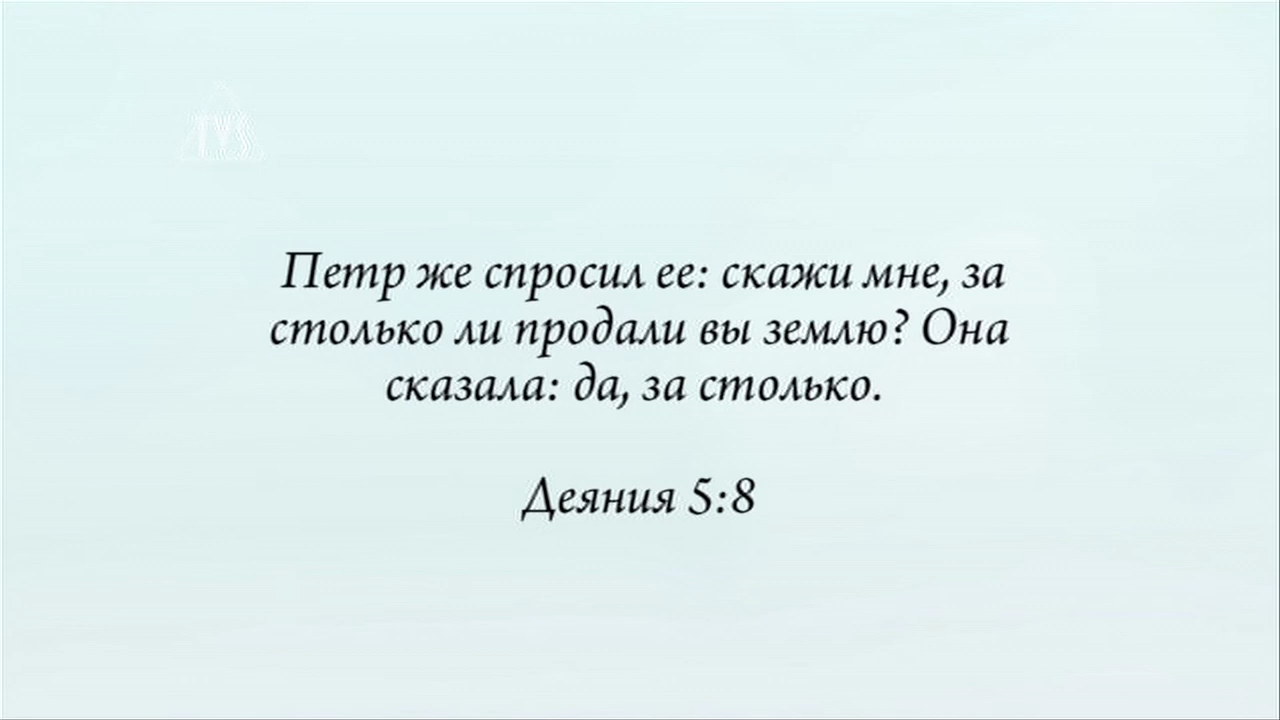 TVS
Петр же спросил ее: скажи мне, за
столько ли продали вы землю? Она
сказала: да, за столько.
Деяния 5:8